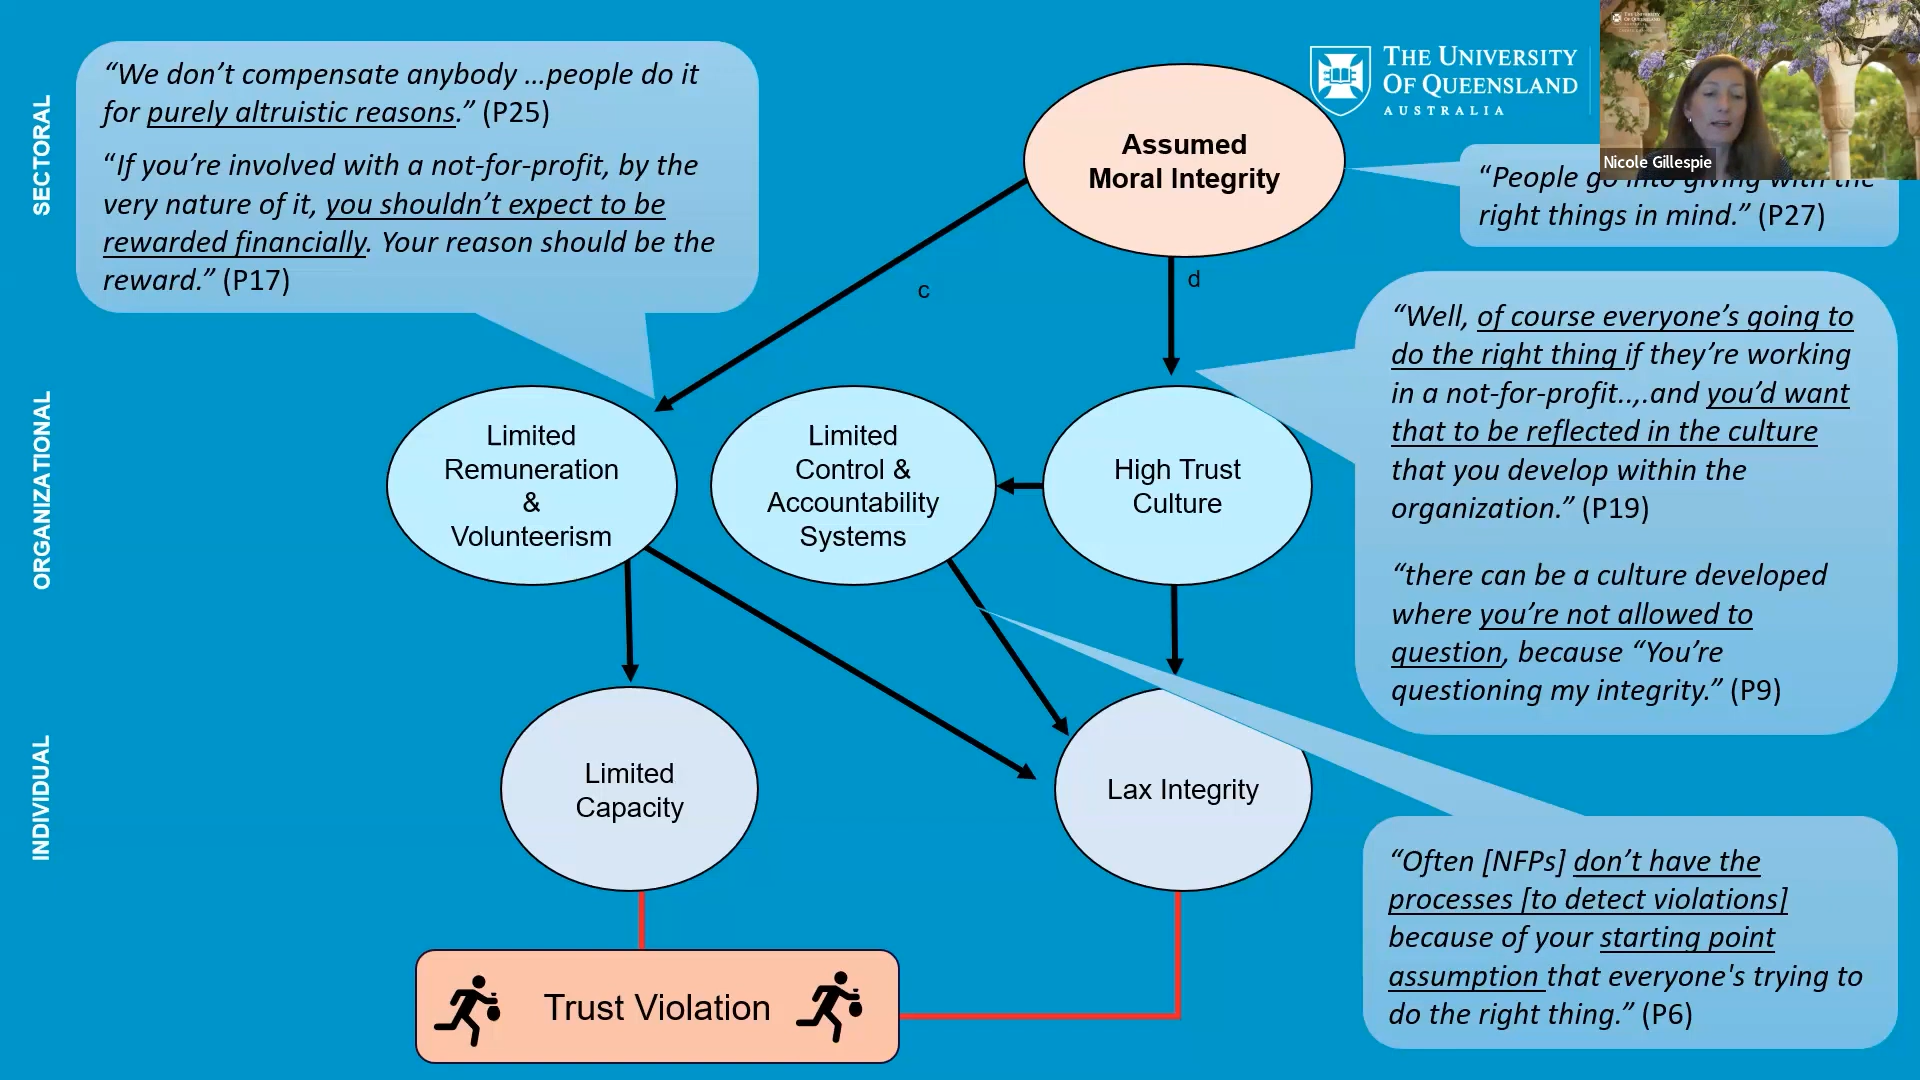 SECTORAL
“We don’t compensate anybody ...people do it
for purely altruistic reasons.” (P25)
“If you’re involved with a not-for-profit, by the
very nature of it, you shouldn’t expect to be
rewarded financially. Your reason should be the
reward.” (P17)
Assumed
Moral Integrity
THE UNIVERSITY
OF QUEENSLAND
AUSTRALIA
Nicole Gillespie
“People go into giving with the
right things in mind.” (P27)
c
d
ORGANIZATIONAL
Limited
Remuneration
&
Volunteerism
Limited
Control &
Accountability
Systems
High Trust
Culture
“Well, of course everyone’s going to
do the right thing if they’re working
in a not-for-profit..,.and you’d want
that to be reflected in the culture
that you develop within the
organization.” (P19)
“there can be a culture developed
where you’re not allowed to
question, because “You’re
questioning my integrity.” (P9)
INDIVIDUAL
Limited
Capacity
Lax Integrity
“Often [NFPs] don’t have the
processes [to detect violations]
because of your starting point
assumption that everyone's trying to
do the right thing.” (P6)
Trust Violation